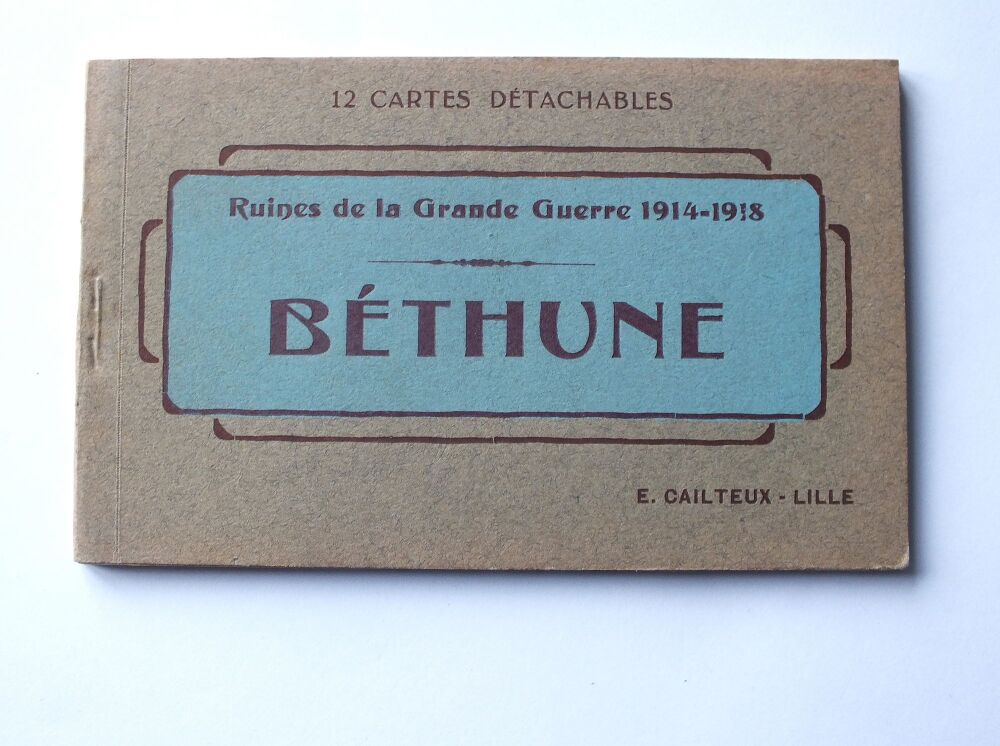 12 CARTES DÉTACHABLES
Ruines de la Grande Guerre 1914-1918
BÉTHUNE
E. CAILTEUX - LILLE